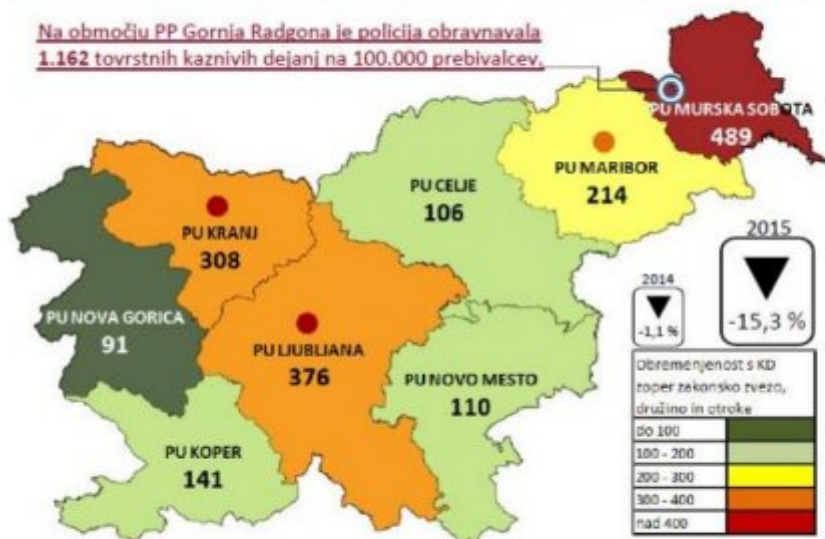 Na območju PP Gornja Radgona je policija obravnavala
1.162 tovrstnih kaznivih dejanj na 100.000 prebivalcev.
PU MURSKA SOBOTA
489
PU MARIBOR
214
PU CELJE
106
PU KRANJ
308
PU NOVA GORICA
91
PU LJUBLJANA
376
PU NOVO MESTO
110
PU KOPER
141
2014
-1,1 %
2015
-15,3 %
Obremenjenost s KD
zoper zakonsko zvezo,
družino in otroke
do 100
100 - 200
200 - 300
300 - 400
nad 400